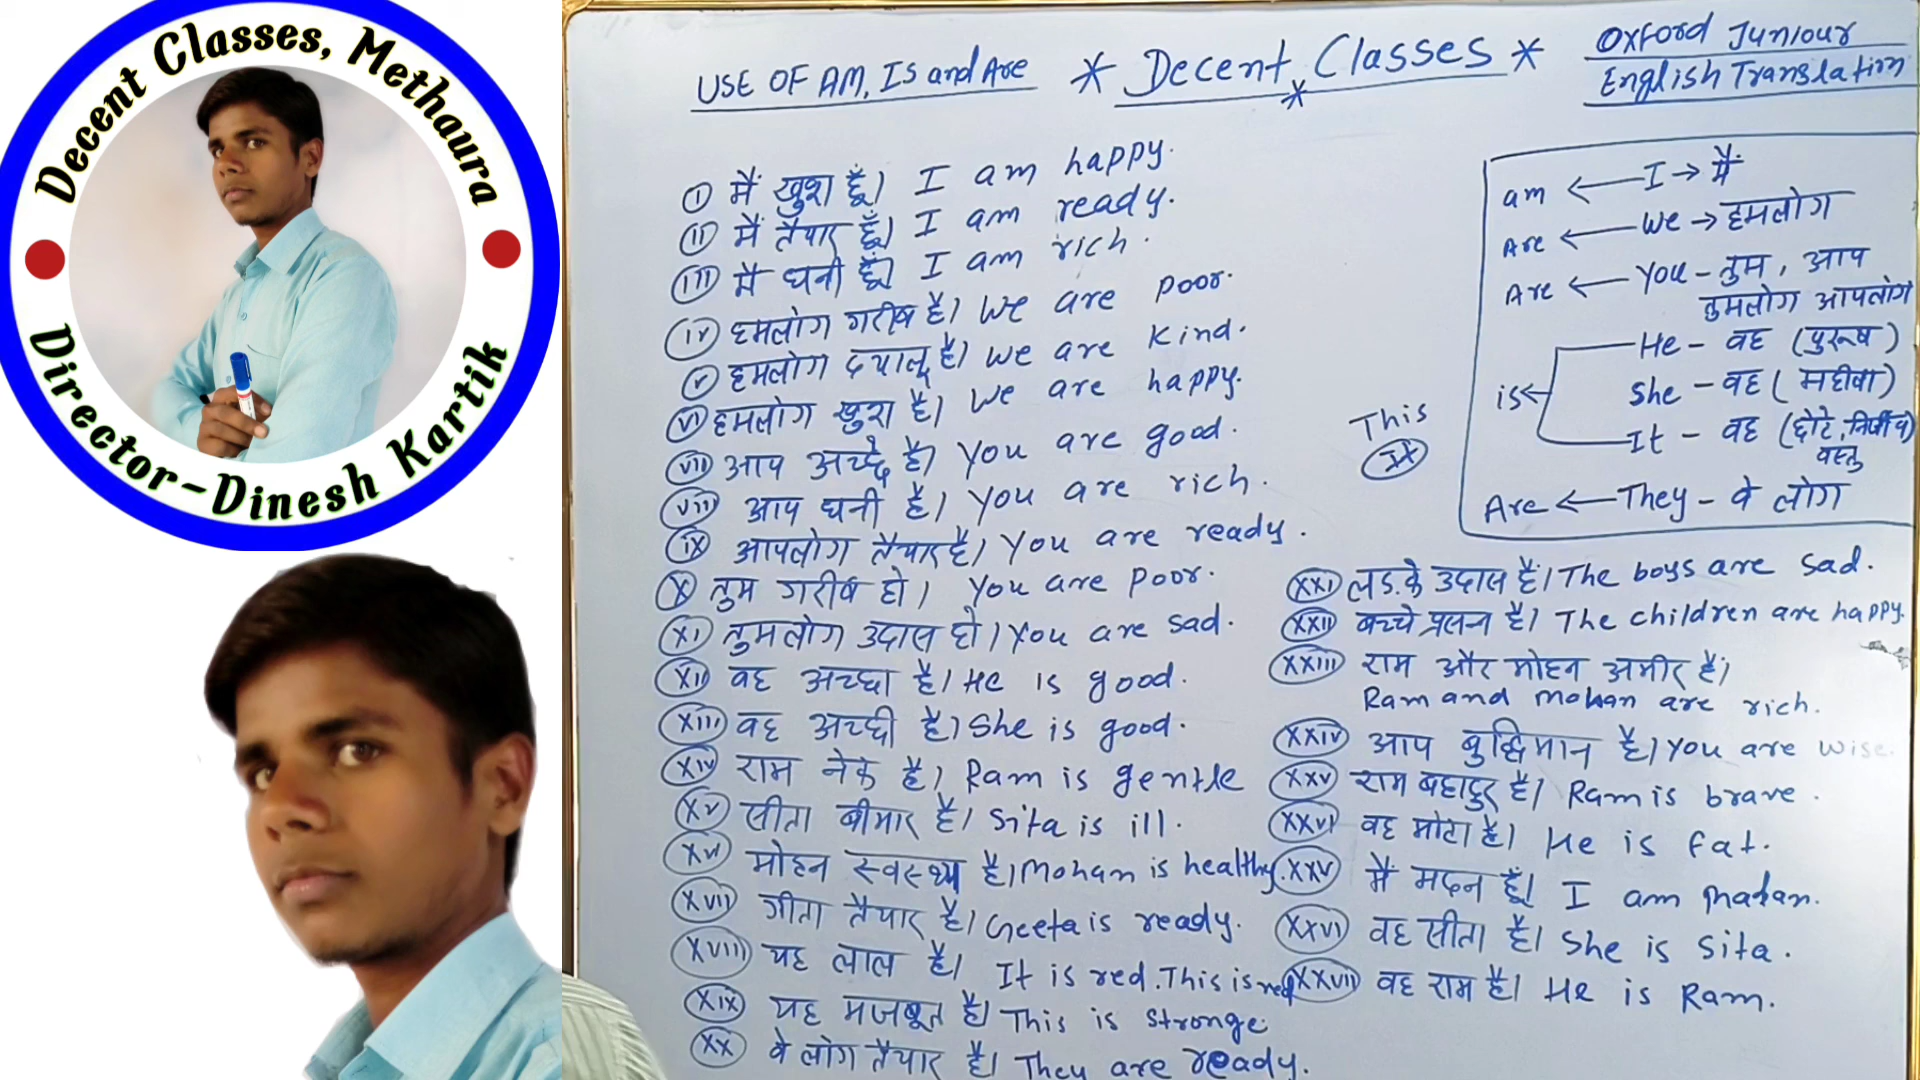 Decent Classes, Methaura
Director-Dinesh Kartik
USE OF AM, IS and Are
* Decent Classes *
*
Oxford Juniour
English Translation
(i) मैं खुश हूँ। I am happy.
(ii) मैं तैयार हूँ। I am ready.
(iii) मैं धनी हूँ। I am rich.
(iv) हमलोग गरीब हैं। We are poor.
(v) हमलोग दयालू हैं। We are kind.
(vi) हमलोग खुश हैं। We are happy.
(vii) आप अच्छे हैं। You are good.
(viii) आप धनी हैं। You are rich.
(ix) आपलोग तैयार हैं। You are ready.
(x) तुम गरीब हो। You are poor.
(xi) तुमलोग उदास हो। You are sad.
(xii) वह अच्छा है। He is good.
(xiii) वह अच्छी है। She is good.
(xiv) राम नेक है। Ram is gentle
(xv) सीता बीमार है। Sita is ill.
(xvi) मोहन स्वस्थ्य है। Mohan is healthy.
(xvii) गीता तैयार है। Geeta is ready.
(xviii) यह लाल है। It is red. This is red
(xix) यह मजबूत है। This is stronge.
(xx) वे लोग तैयार हैं। They are ready.
am ← I → मैं
Are ← We → हमलोग
Are ← You - तुम, आप
तुमलोग आपलोग
He - वह (पुरूष)
is ← She - वह (महीला)
It - वह (छोटे, निर्जीव)
वस्तु
Are ← They - वे लोग
This
It
(xxi) लड़के उदास हैं। The boys are sad.
(xxii) बच्चे प्रसन्न हैं। The children are happy.
(xxiii) राम और मोहन अमीर हैं।
Ram and Mohan are rich.
(xxiv) आप बुद्धिमान हैं। You are wise.
(xxv) राम बहादुर है। Ram is brave.
(xxvi) वह मोटा है। He is fat.
(xxv) मैं मदन हूँ। I am Madan.
(xxvi) वह सीता है। She is Sita.
(xxvii) वह राम है। He is Ram.